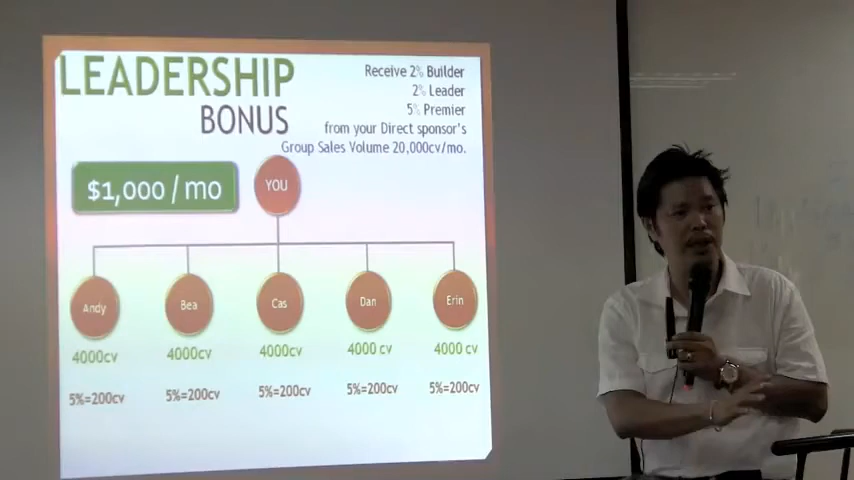 LEADERSHIP
BONUS
Receive 2% Builder
2% Leader
5% Premier
from your Direct sponsor's
Group Sales Volume 20,000cv/mo.
$1,000 / mo
YOU
Andy
Bea
Cas
Dan
Erin
4000cv
4000cv
4000cv
4000 cv
4000 cv
5%=200cv
5%=200cv
5%=200cv
5%=200cv
5%=200cv